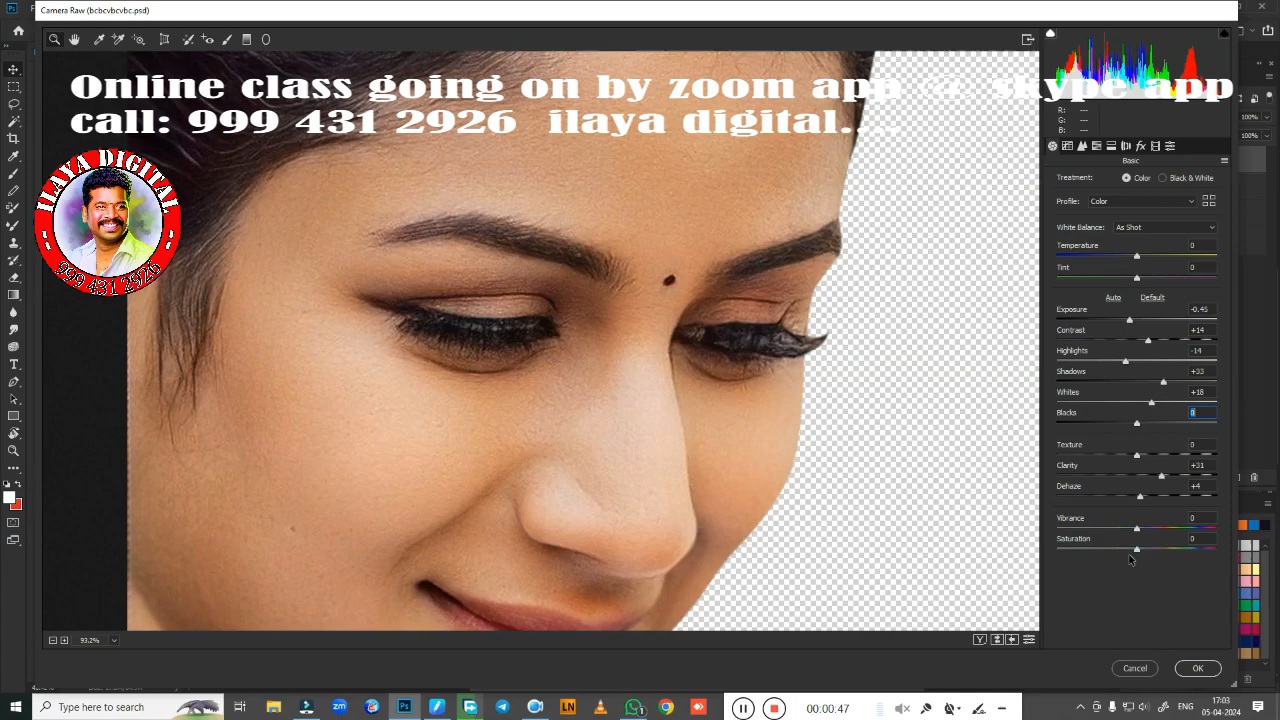 Camera Raw (bcbcvbcvbc.psd)
Online class going on by zoom app @ skype app
call: 999 431 2926 ilaya digital...
ILAYA DIGITAL
999 431 2926
R: ---
G: ---
B: ---
Basic
Treatment: Color Black & White
Profile: Color
White Balance: As Shot
Temperature 0
Tint 0
Auto Default
Exposure -0.45
Contrast +14
Highlights -14
Shadows +33
Whites +18
Blacks 0
Texture 0
Clarity +31
Dehaze +4
Vibrance 0
Saturation 0
100%
100%
93.2%
Cancel OK
Type here to search
00:00:47
ENG
17:03
05-04-2024